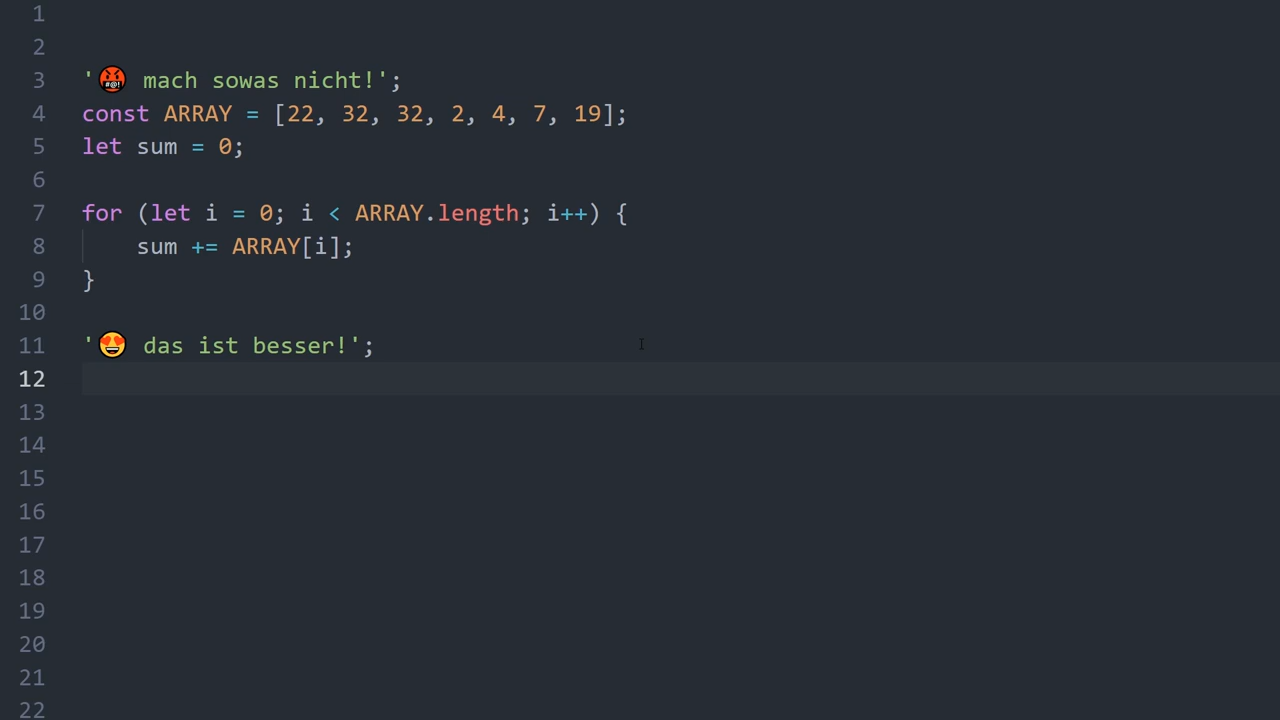 1
2
3 '🤬 mach sowas nicht!';
4 const ARRAY = [22, 32, 32, 2, 4, 7, 19];
5 let sum = 0;
6
7 for (let i = 0; i < ARRAY.length; i++) {
8     sum += ARRAY[i];
9 }
10
11 '😍 das ist besser!';
12
13
14
15
16
17
18
19
20
21
22